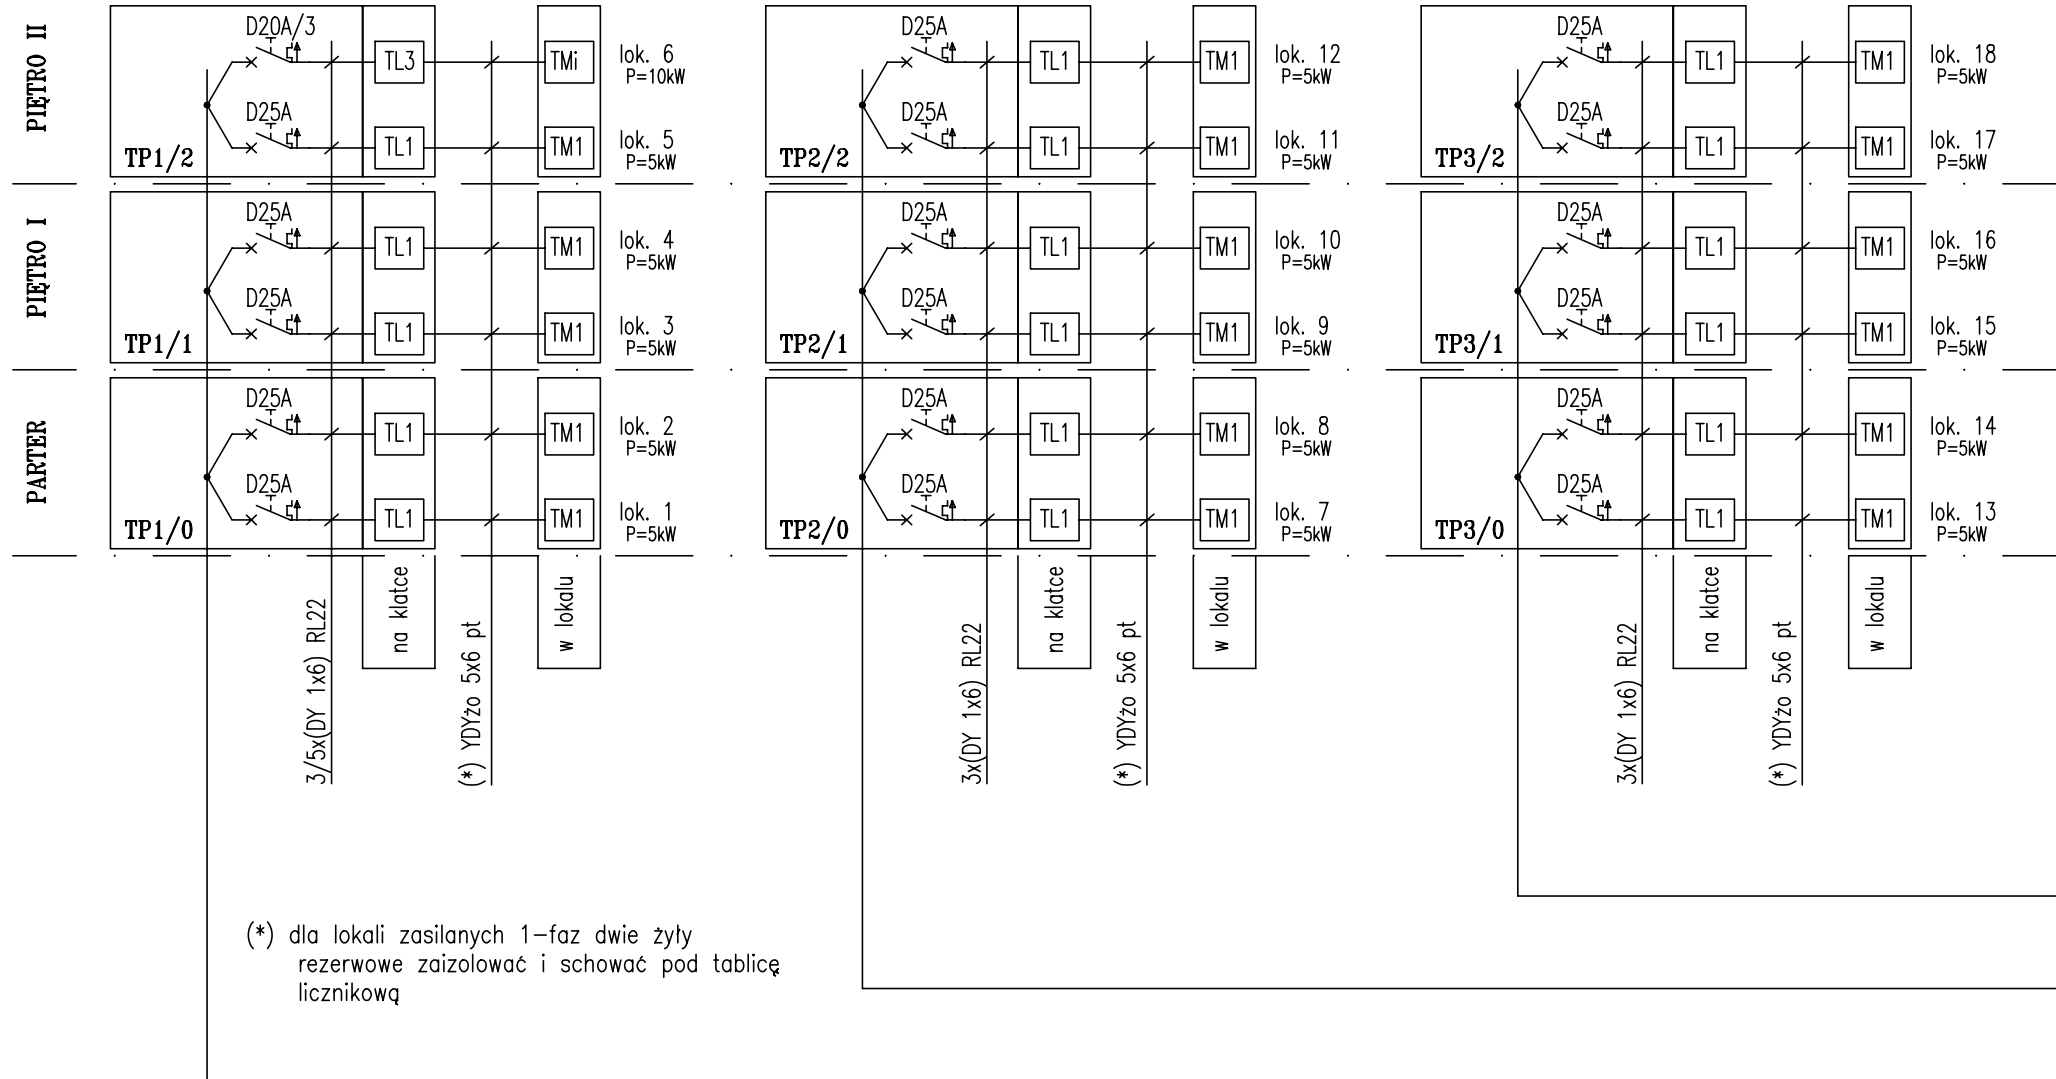 PIĘTRO II
D20A/3
TL3
TMi
lok. 6
P=10kW
D25A
TL1
TM1
lok. 5
P=5kW
TP1/2
D25A
TL1
TM1
lok. 12
P=5kW
D25A
TL1
TM1
lok. 11
P=5kW
TP2/2
D25A
TL1
TM1
lok. 18
P=5kW
D25A
TL1
TM1
lok. 17
P=5kW
TP3/2
PIĘTRO I
D25A
TL1
TM1
lok. 4
P=5kW
D25A
TL1
TM1
lok. 3
P=5kW
TP1/1
D25A
TL1
TM1
lok. 10
P=5kW
D25A
TL1
TM1
lok. 9
P=5kW
TP2/1
D25A
TL1
TM1
lok. 16
P=5kW
D25A
TL1
TM1
lok. 15
P=5kW
TP3/1
PARTER
D25A
TL1
TM1
lok. 2
P=5kW
D25A
TL1
TM1
lok. 1
P=5kW
TP1/0
D25A
TL1
TM1
lok. 8
P=5kW
D25A
TL1
TM1
lok. 7
P=5kW
TP2/0
D25A
TL1
TM1
lok. 14
P=5kW
D25A
TL1
TM1
lok. 13
P=5kW
TP3/0
3/5x(DY 1x6) RL22
na klatce
(*) YDYżo 5x6 pt
w lokalu
3x(DY 1x6) RL22
na klatce
(*) YDYżo 5x6 pt
w lokalu
3x(DY 1x6) RL22
na klatce
(*) YDYżo 5x6 pt
w lokalu
(*) dla lokali zasilanych 1-faz dwie żyły
rezerwowe zaizolować i schować pod tablicę
licznikową